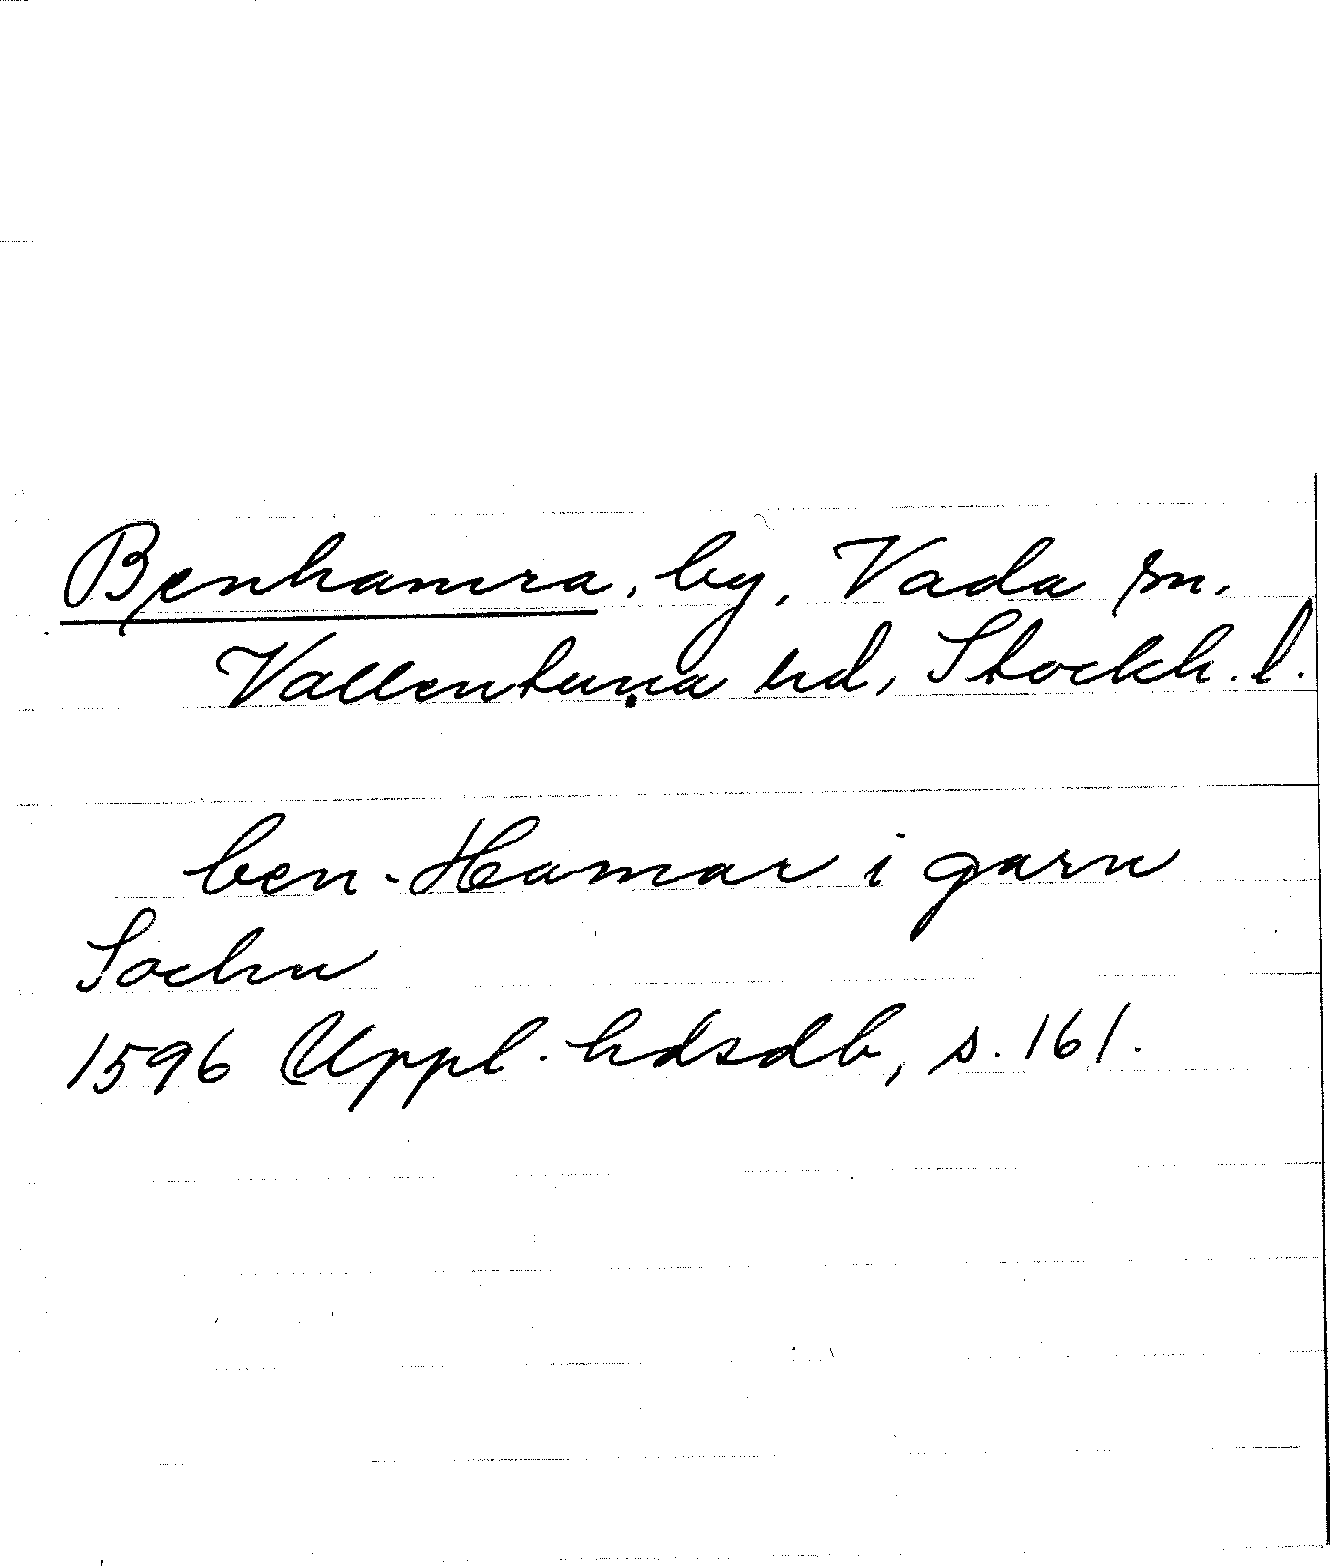 Benhamra, by, Vada sn,
Vallentuna hd, Stockh. l.
ben-Hamar i garn
Sochn
1596 Uppl. hdsdb, s. 161.